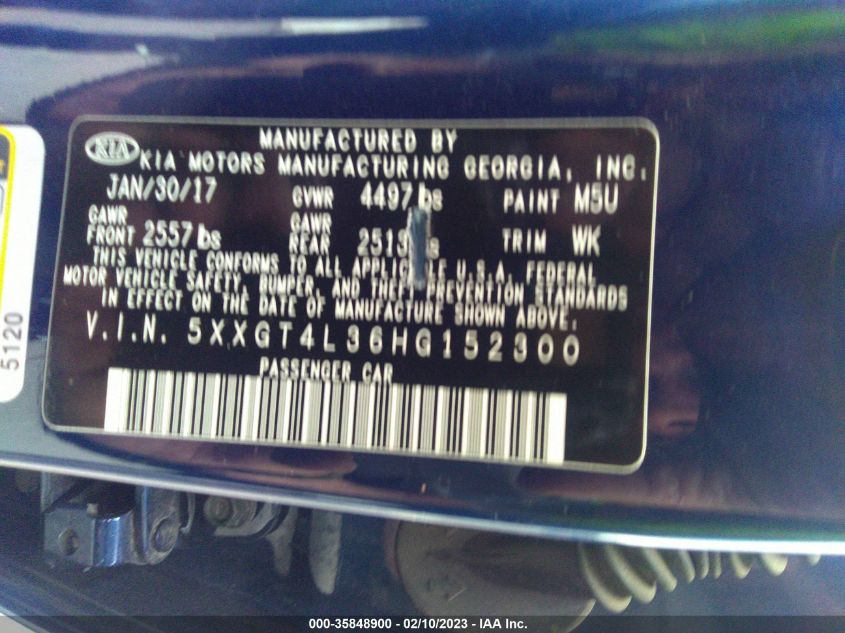 MANUFACTURED BY
KIA KIA MOTORS MANUFACTURING GEORGIA, INC.
JAN/30/17 GVWR 4497 lbs PAINT M5U
GAWR FRONT 2557 lbs GAWR REAR 2513 TRIM WK
THIS VEHICLE CONFORMS TO ALL APPLICABLE U.S.A. FEDERAL
MOTOR VEHICLE SAFETY, BUMPER, AND THEFT PREVENTION STANDARDS
IN EFFECT ON THE DATE OF MANUFACTURE SHOWN ABOVE.
V.I.N. 5XXGT4L36HG152300
PASSENGER CAR
5120
000-35848900 — 02/10/2023 — IAA Inc.